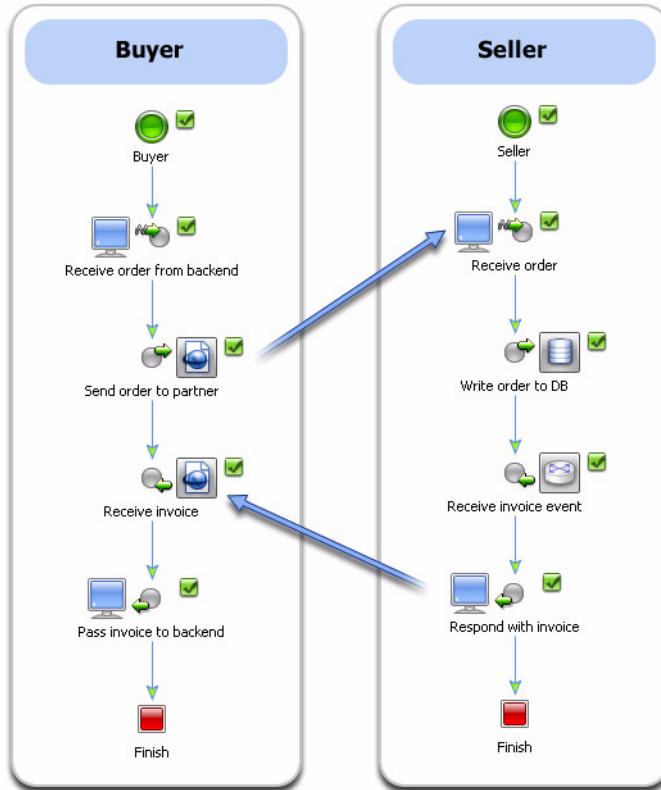 Buyer
Buyer
Receive order from backend
Send order to partner
Receive invoice
Pass invoice to backend
Finish
Seller
Seller
Receive order
Write order to DB
Receive invoice event
Respond with invoice
Finish